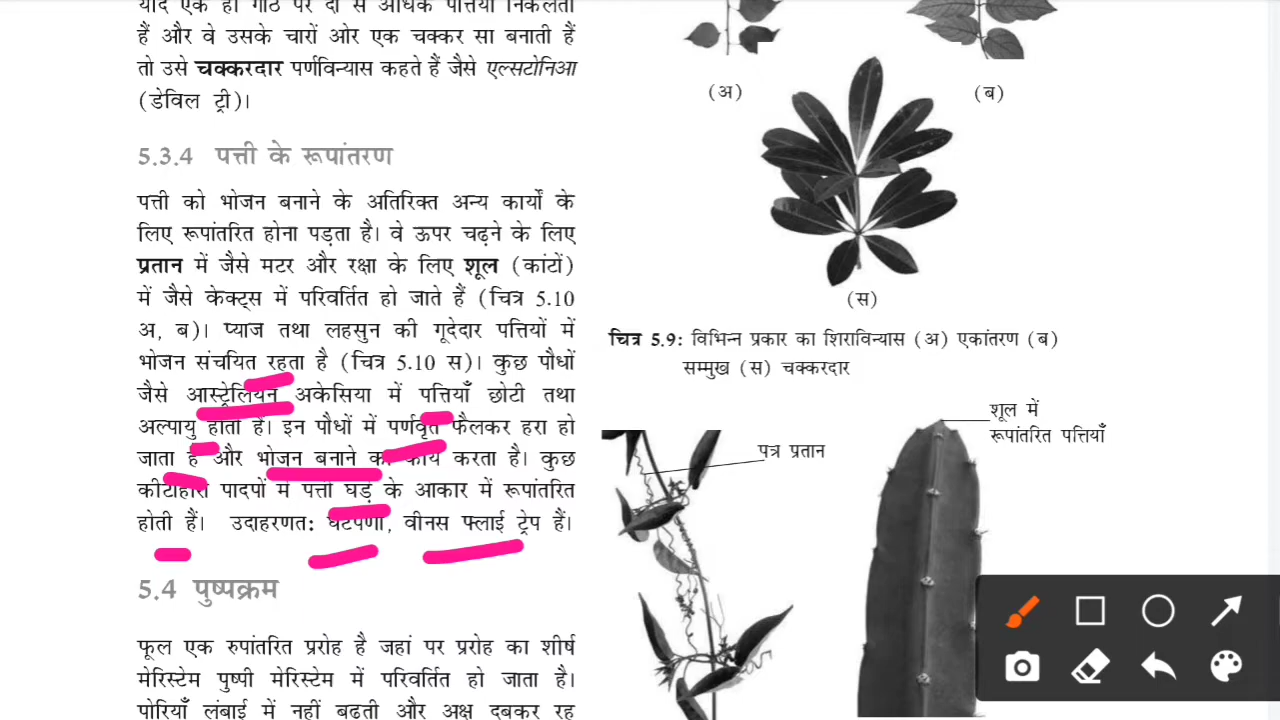 यदि एक ही गाँठ पर दो से अधिक पत्तियाँ निकलती
हैं और वे उसके चारों ओर एक चक्कर सा बनाती हैं
तो उसे चक्करदार पर्णविन्यास कहते हैं जैसे एल्सटोनिआ
(डेविल ट्री)।
5.3.4 पत्ती के रूपांतरण
पत्ती को भोजन बनाने के अतिरिक्त अन्य कार्यों के
लिए रूपांतरित होना पड़ता है। वे ऊपर चढ़ने के लिए
प्रतान में जैसे मटर और रक्षा के लिए शूल (कांटों)
में जैसे केक्ट्स में परिवर्तित हो जाते हैं (चित्र 5.10
अ, ब)। प्याज तथा लहसुन की गूदेदार पत्तियों में
भोजन संचयित रहता है (चित्र 5.10 स)। कुछ पौधों
जैसे आस्ट्रेलियन अकेसिया में पत्तियाँ छोटी तथा
अल्पायु होती हैं। इन पौधों में पर्णवृंत फैलकर हरा हो
जाता है और भोजन बनाने का कार्य करता है। कुछ
कीटाहारी पादपों में पत्ती घड़े के आकार में रूपांतरित
होती हैं। उदाहरणत: घटपर्णी, वीनस फ्लाई ट्रेप हैं।
5.4 पुष्पक्रम
फूल एक रुपांतरित प्ररोह है जहां पर प्ररोह का शीर्ष
मेरिस्टेम पुष्पी मेरिस्टेम में परिवर्तित हो जाता है।
पोरियाँ लंबाई में नहीं बढ़ती और अक्ष दबकर रह
(अ)
(ब)
(स)
चित्र 5.9: विभिन्न प्रकार का शिराविन्यास (अ) एकांतरण (ब)
सम्मुख (स) चक्करदार
पत्र प्रतान
शूल में
रूपांतरित पत्तियाँ